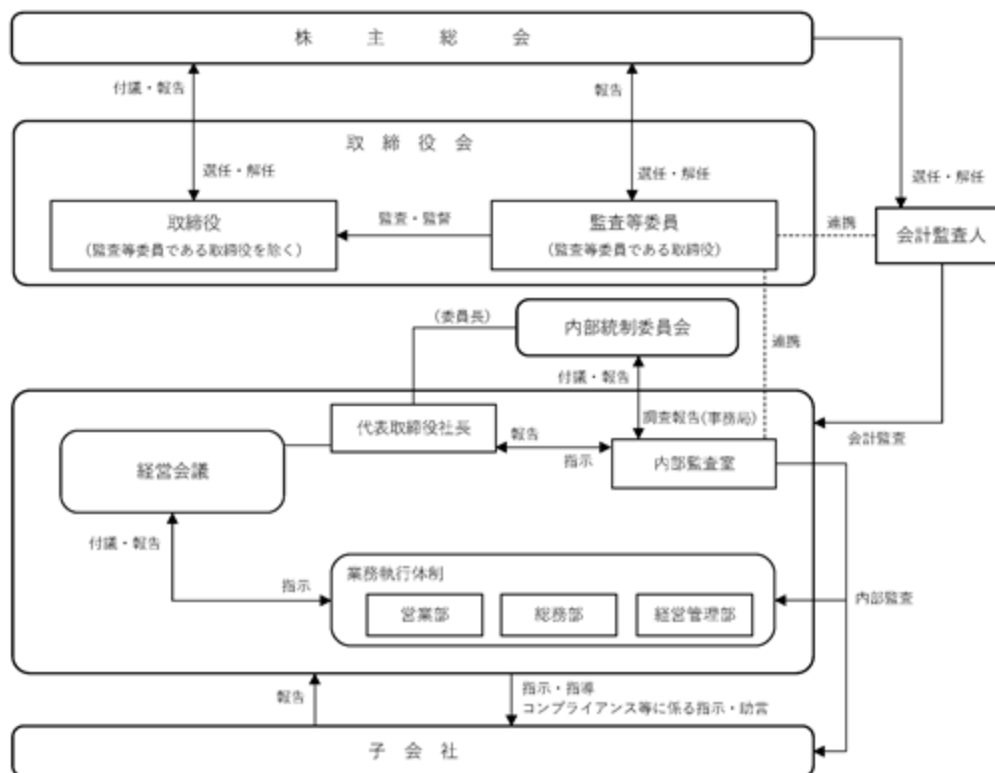 株主総会
付議・報告
報告
取締役会
選任・解任
選任・解任
選任・解任
取締役
(監査等委員である取締役を除く)
監査・監督
監査等委員
(監査等委員である取締役)
連携
会計監査人
(委員長)
内部統制委員会
連携
付議・報告
代表取締役社長
調査報告(事務局)
報告
指示
会計監査
経営会議
内部監査室
付議・報告
指示
業務執行体制
営業部
総務部
経営管理部
内部監査
報告
指示・指導
コンプライアンス等に係る指示・助言
子会社